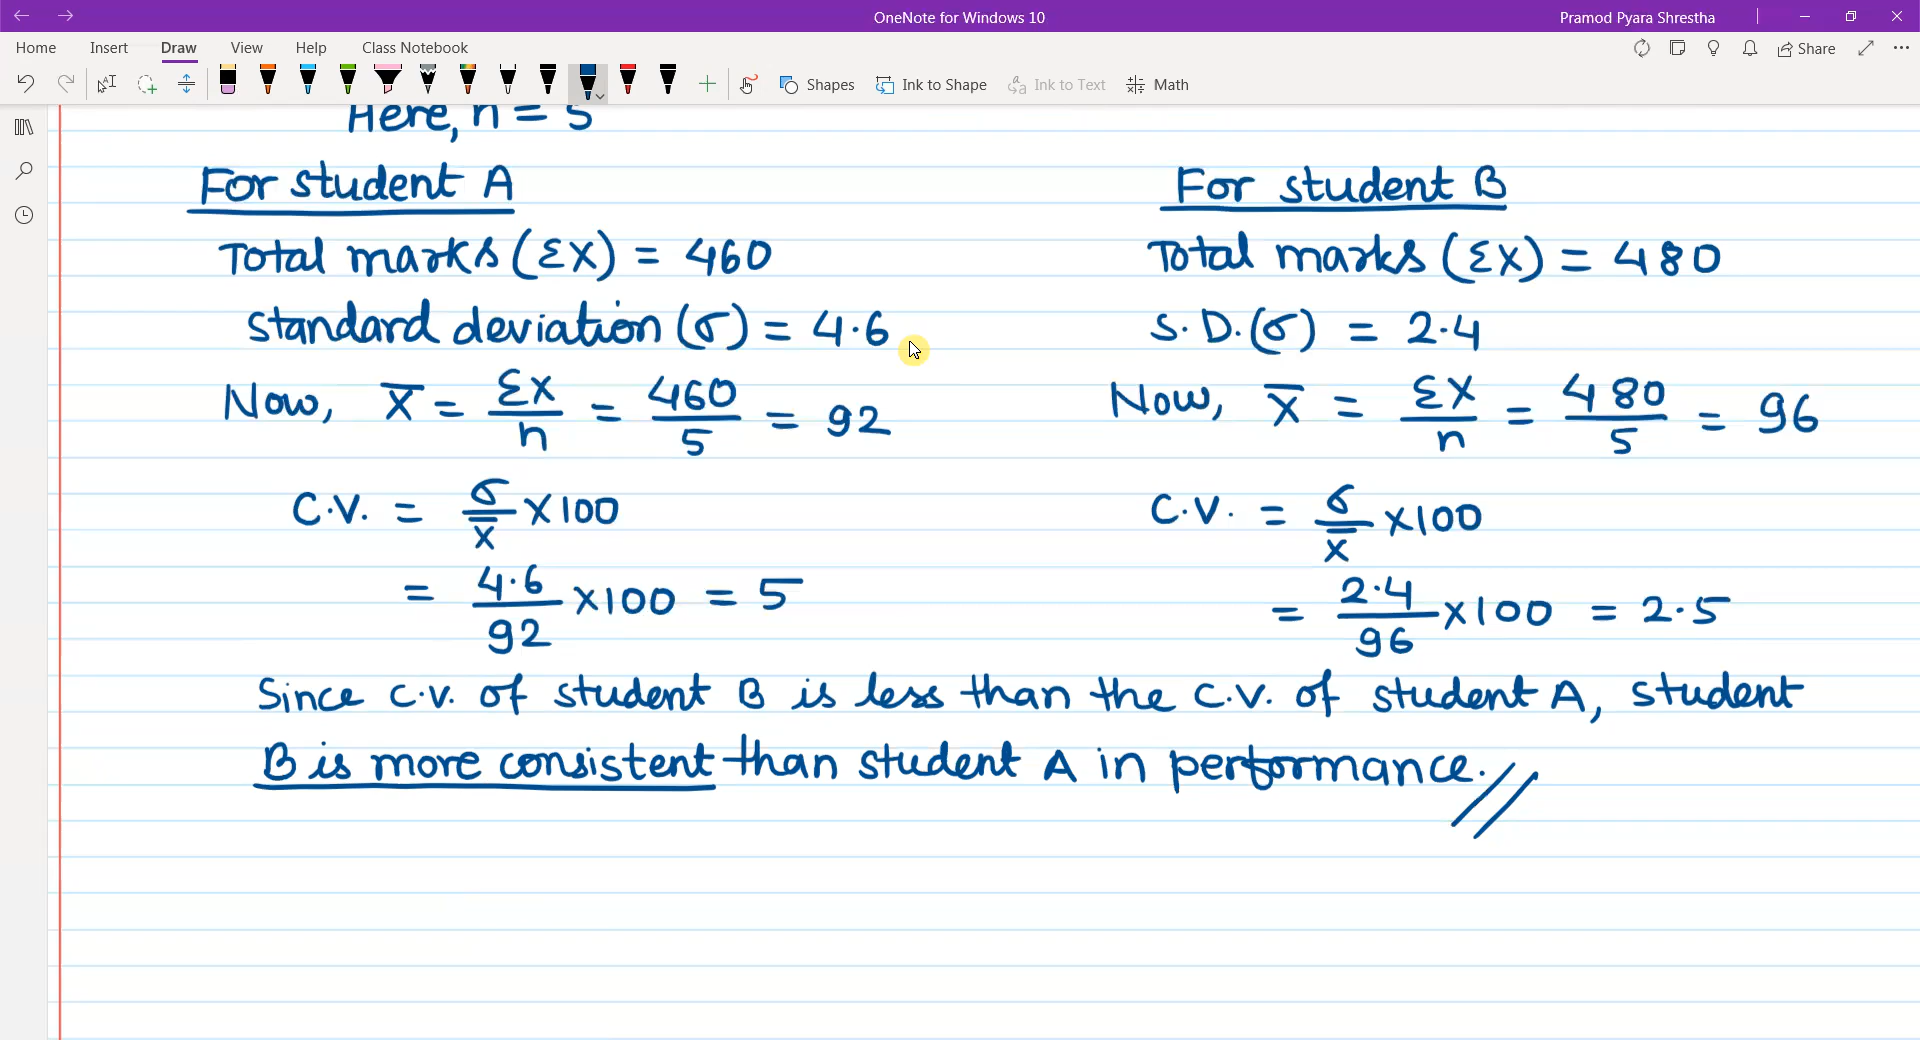 OneNote for Windows 10
Pramod Pyara Shrestha
Home Insert Draw View Help Class Notebook
Share
Shapes Ink to Shape Ink to Text Math
Here, n = 5
For student A
Total marks (ΣX) = 460
Standard deviation (σ) = 4.6
Now, X̄ = ΣX/n = 460/5 = 92
C.V. = σ/X̄ × 100
= 4.6/92 × 100 = 5
For student B
Total marks (ΣX) = 480
S.D. (σ) = 2.4
Now, X̄ = ΣX/n = 480/5 = 96
C.V. = σ/X̄ × 100
= 2.4/96 × 100 = 2.5
Since C.V. of student B is less than the C.V. of student A, student
B is more consistent than student A in performance.